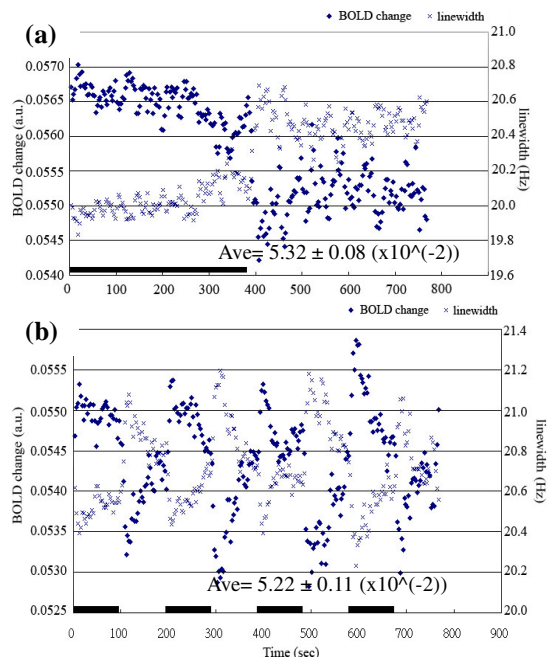 BOLD change linewidth
(a)
21.0
20.8
20.6
20.4
20.2
20.0
19.8
19.6
linewidth (Hz)
0.0570
0.0565
0.0560
0.0555
0.0550
0.0545
0.0540
BOLD change (a.u.)
Ave= 5.32 ± 0.08 (x10^(-2))
0 100 200 300 400 500 600 700 800 900
BOLD change linewidth
(b)
21.4
21.2
21.0
20.8
20.6
20.4
20.2
20.0
linewidth (Hz)
0.0555
0.0550
0.0545
0.0540
0.0535
0.0530
0.0525
BOLD change (a.u.)
Ave= 5.22 ± 0.11 (x10^(-2))
0 100 200 300 400 500 600 700 800 900
Time (sec)